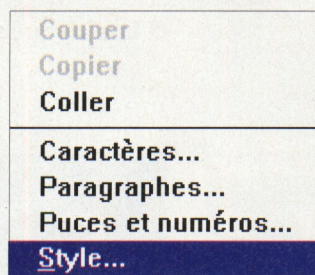 Couper
Copier
Coller
Caractères...
Paragraphes...
Puces et numéros...
Style...